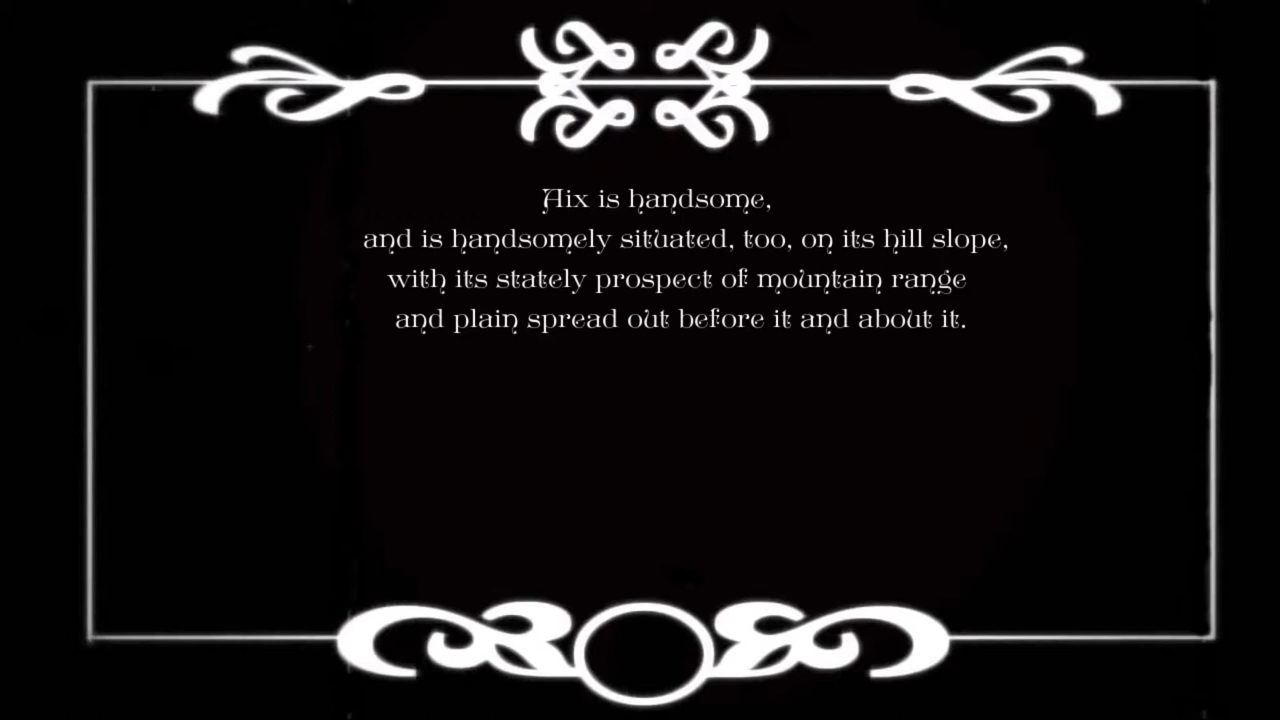 Aix is handsome,
and is handsomely situated, too, on its hill slope,
with its stately prospect of mountain range
and plain spread out before it and about it.